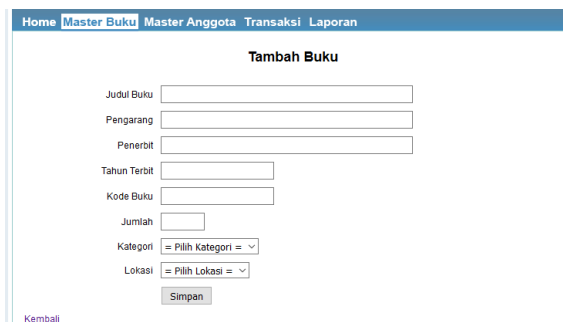 Home Master Buku Master Anggota Transaksi Laporan
Tambah Buku
Judul Buku
Pengarang
Penerbit
Tahun Terbit
Kode Buku
Jumlah
Kategori = Pilih Kategori =
Lokasi = Pilih Lokasi =
Simpan
Kembali